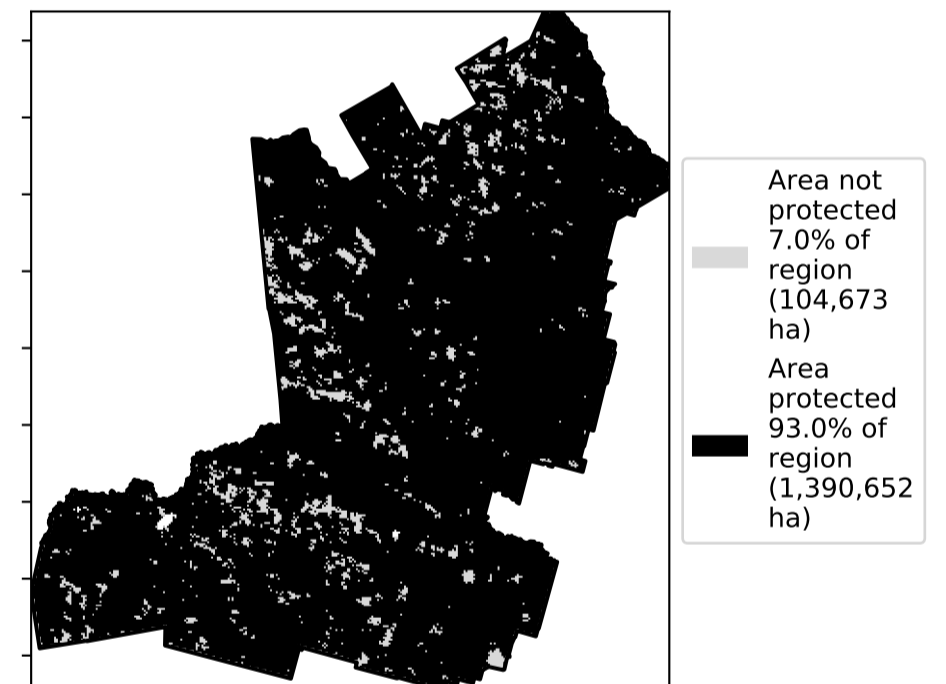 Area not
protected
7.0% of
region
(104,673
ha)
Area
protected
93.0% of
region
(1,390,652
ha)